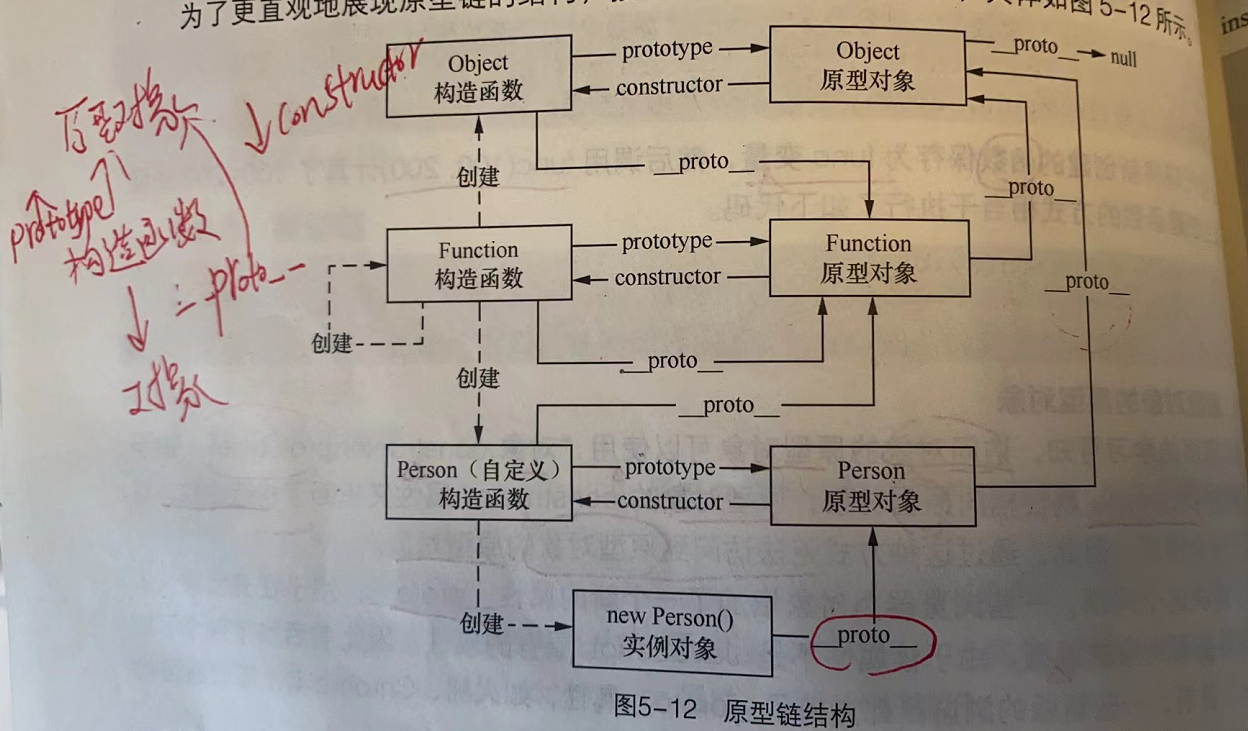 为了更直观地展现原型链的结构,
如图5-12所示。
ins
Object
构造函数
prototype
constructor
Object
原型对象
__proto__
null
原型对象
constructor
prototype
构造函数
__proto__
对象
创建
__proto__
__proto__
__proto__
Function
构造函数
prototype
constructor
Function
原型对象
创建
创建
__proto__
__proto__
Person(自定义)
构造函数
prototype
constructor
Person
原型对象
创建
new Person()
实例对象
__proto__
图5-12 原型链结构